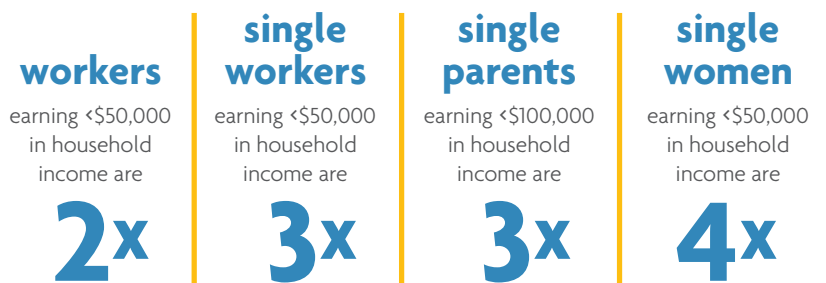 workers
earning <$50,000
in household
income are
2x
single
workers
earning <$50,000
in household
income are
3x
single
parents
earning <$100,000
in household
income are
3x
single
women
earning <$50,000
in household
income are
4x